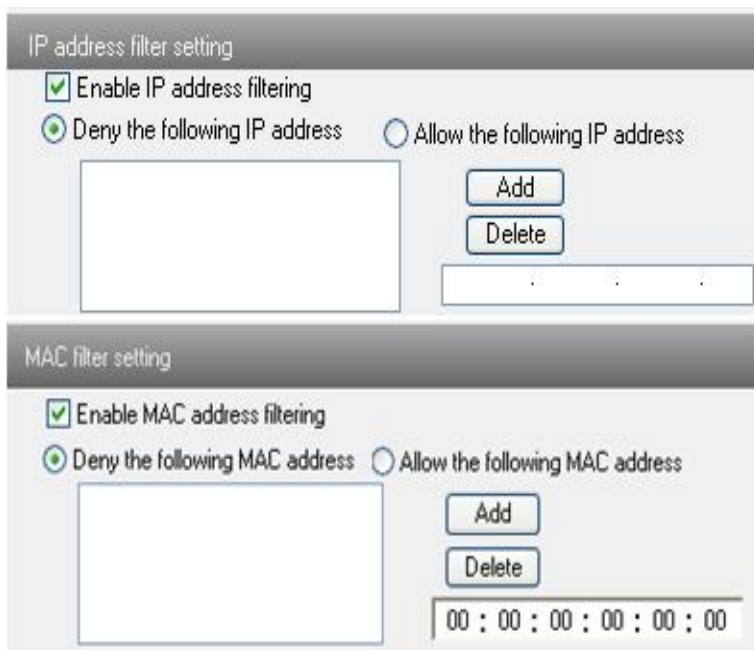 IP address filter setting
Enable IP address filtering
Deny the following IP address Allow the following IP address
Add
Delete
. . .
MAC filter setting
Enable MAC address filtering
Deny the following MAC address Allow the following MAC address
Add
Delete
00 : 00 : 00 : 00 : 00 : 00